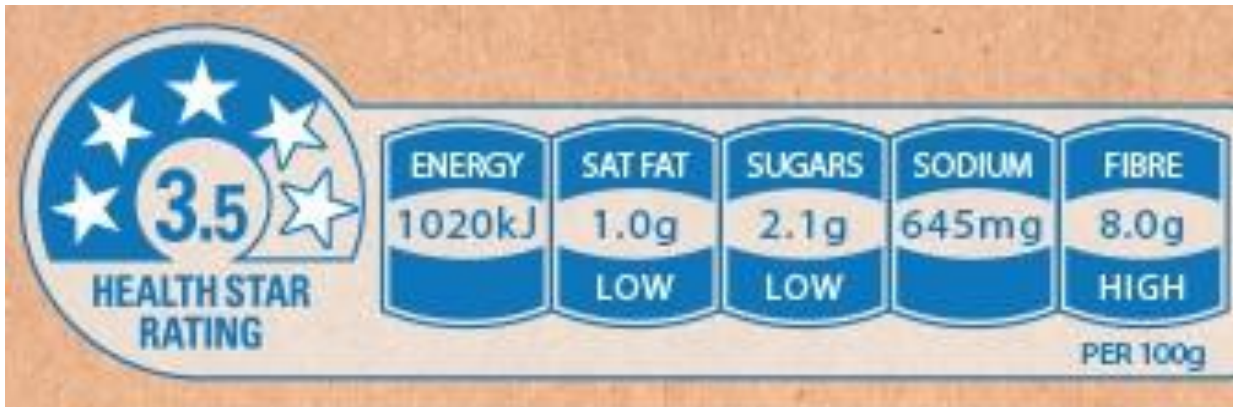 3.5
HEALTH STAR
RATING
ENERGY SAT FAT SUGARS SODIUM FIBRE
1020kJ 1.0g 2.1g 645mg 8.0g
LOW LOW HIGH
PER 100g